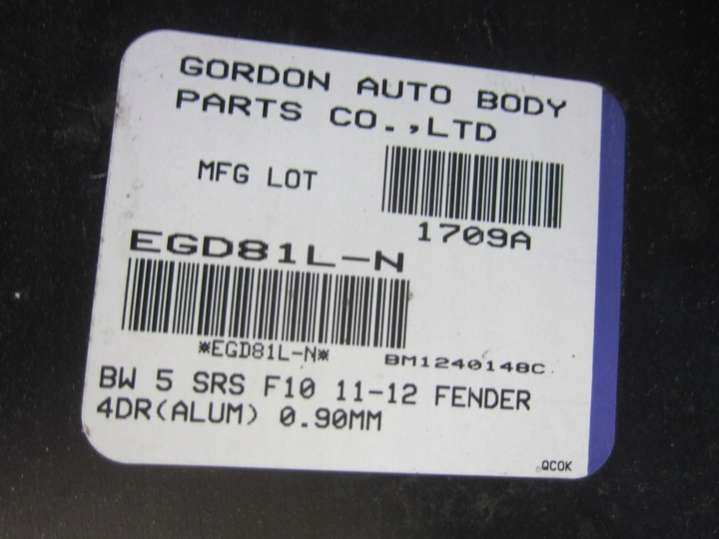 GORDON AUTO BODY
PARTS CO.,LTD
MFG LOT
1709A
EGD81L-N
*EGD81L-N*
BM1240148C.
BW 5 SRS F10 11-12 FENDER
4DR(ALUM) 0.90MM
QCOK